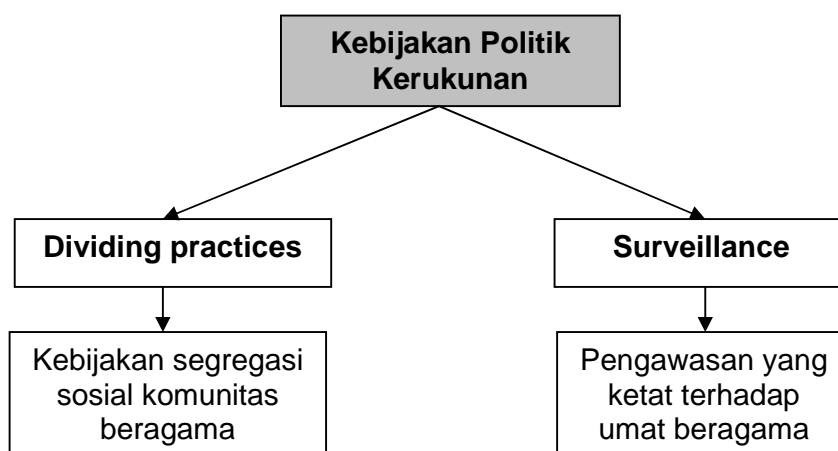 Kebijakan Politik
Kerukunan
Dividing practices
Surveillance
Kebijakan segregasi
sosial komunitas
beragama
Pengawasan yang
ketat terhadap
umat beragama